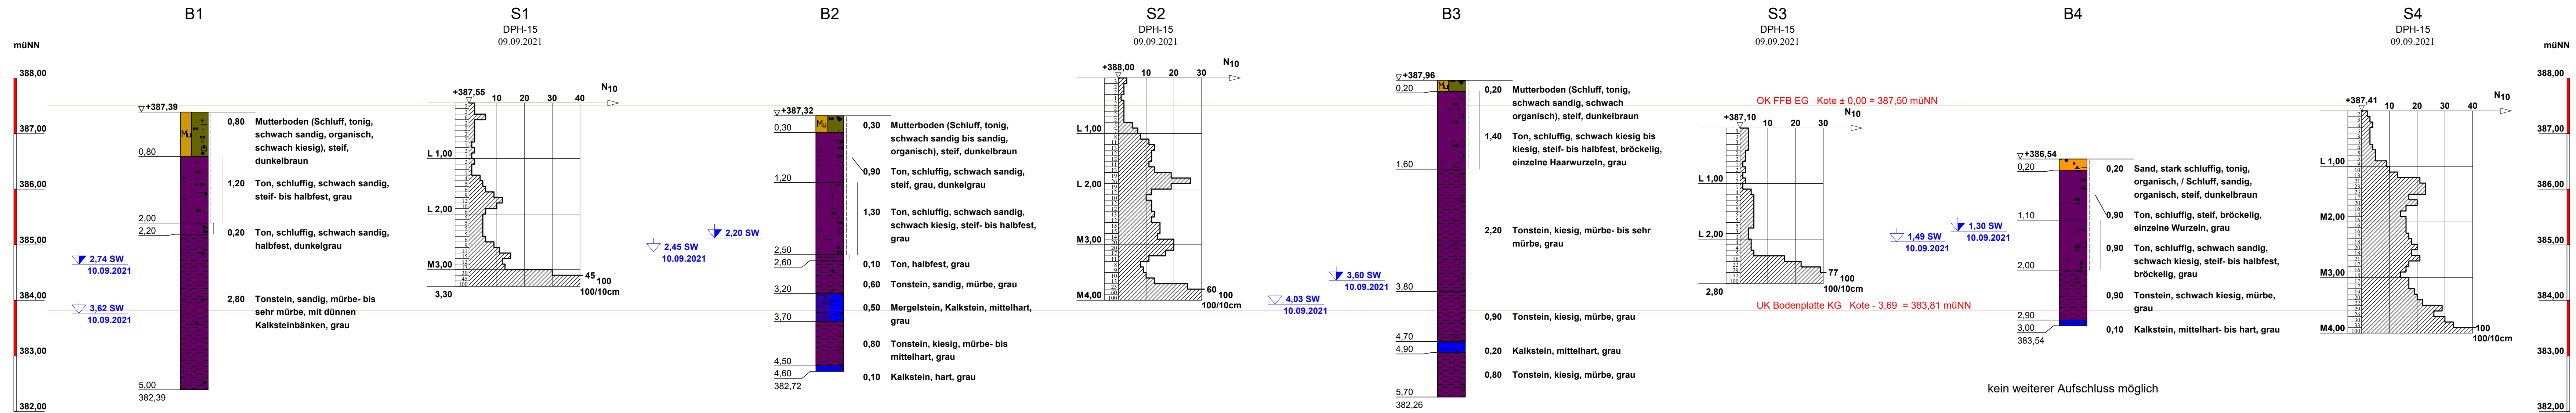 B1
S1
DPH-15
09.09.2021
B2
S2
DPH-15
09.09.2021
B3
S3
DPH-15
09.09.2021
B4
S4
DPH-15
09.09.2021
müNN
388,00
387,00
386,00
385,00
384,00
383,00
382,00
+387,39
Mu
0,80
2,00
2,20
5,00
382,39
0,80 Mutterboden (Schluff, tonig,
schwach sandig, organisch,
schwach kiesig), steif,
dunkelbraun
1,20 Ton, schluffig, schwach sandig,
steif- bis halbfest, grau
0,20 Ton, schluffig, schwach sandig,
halbfest, dunkelgrau
2,80 Tonstein, sandig, mürbe- bis
sehr mürbe, mit dünnen
Kalksteinbänken, grau
2,74 SW
10.09.2021
3,62 SW
10.09.2021
+387,55
10 20 30 40
N10
L 1,00
L 2,00
M3,00
3,30
45
100
100/10cm
+387,32
Mu
0,30
1,20
2,50
2,60
3,20
3,70
4,50
4,60
382,72
0,30 Mutterboden (Schluff, tonig,
schwach sandig bis sandig,
organisch), steif, dunkelbraun
0,90 Ton, schluffig, schwach sandig,
steif, grau, dunkelgrau
1,30 Ton, schluffig, schwach sandig,
schwach kiesig, steif- bis halbfest,
grau
0,10 Ton, halbfest, grau
0,60 Tonstein, sandig, mürbe, grau
0,50 Mergelstein, Kalkstein, mittelhart,
grau
0,80 Tonstein, kiesig, mürbe- bis
mittelhart, grau
0,10 Kalkstein, hart, grau
2,20 SW
10.09.2021
2,45 SW
10.09.2021
+388,00
10 20 30
N10
L 1,00
L 2,00
M3,00
M4,00
60
100
100/10cm
+387,96
Mu
0,20
1,60
3,80
4,70
4,90
5,70
382,26
0,20 Mutterboden (Schluff, tonig,
schwach sandig, schwach
organisch), steif, dunkelbraun
1,40 Ton, schluffig, schwach kiesig bis
kiesig, steif- bis halbfest, bröckelig,
einzelne Haarwurzeln, grau
2,20 Tonstein, kiesig, mürbe- bis sehr
mürbe, grau
0,90 Tonstein, kiesig, mürbe, grau
0,20 Kalkstein, mittelhart, grau
0,80 Tonstein, kiesig, mürbe, grau
3,60 SW
10.09.2021
4,03 SW
10.09.2021
OK FFB EG Kote ± 0,00 = 387,50 müNN
+387,10
10 20 30
N10
L 1,00
L 2,00
2,80
77
100
100/10cm
UK Bodenplatte KG Kote - 3,69 = 383,81 müNN
+386,54
0,20
1,10
2,00
2,90
3,00
383,54
0,20 Sand, stark schluffig, tonig,
organisch, / Schluff, sandig,
organisch, steif, dunkelbraun
0,90 Ton, schluffig, steif, bröckelig,
einzelne Wurzeln, grau
0,90 Ton, schluffig, schwach sandig,
schwach kiesig, steif- bis halbfest,
bröckelig, grau
0,90 Tonstein, schwach kiesig, mürbe,
grau
0,10 Kalkstein, mittelhart- bis hart, grau
1,30 SW
10.09.2021
1,49 SW
10.09.2021
kein weiterer Aufschluss möglich
+387,41
10 20 30 40
N10
L 1,00
M2,00
M3,00
M4,00
100
100/10cm
müNN
388,00
387,00
386,00
385,00
384,00
383,00
382,00